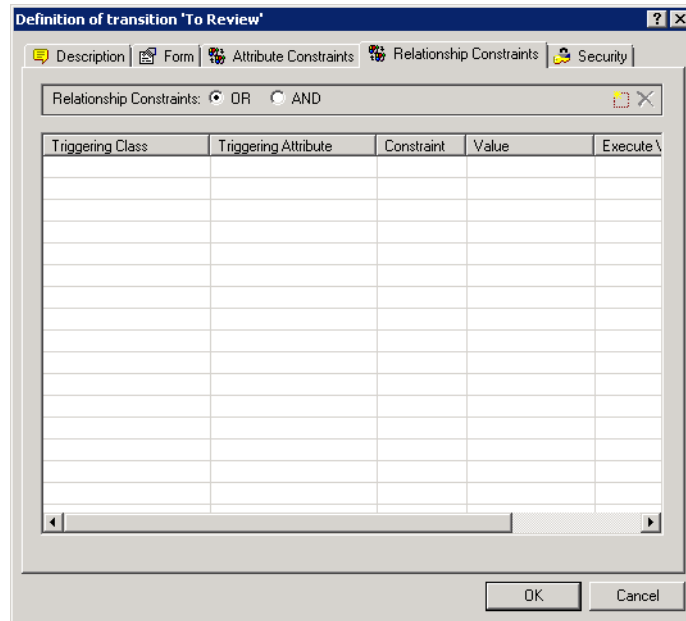 Definition of transition 'To Review'
Description Form Attribute Constraints Relationship Constraints Security
Relationship Constraints: OR AND
Triggering Class Triggering Attribute Constraint Value Execute
OK Cancel